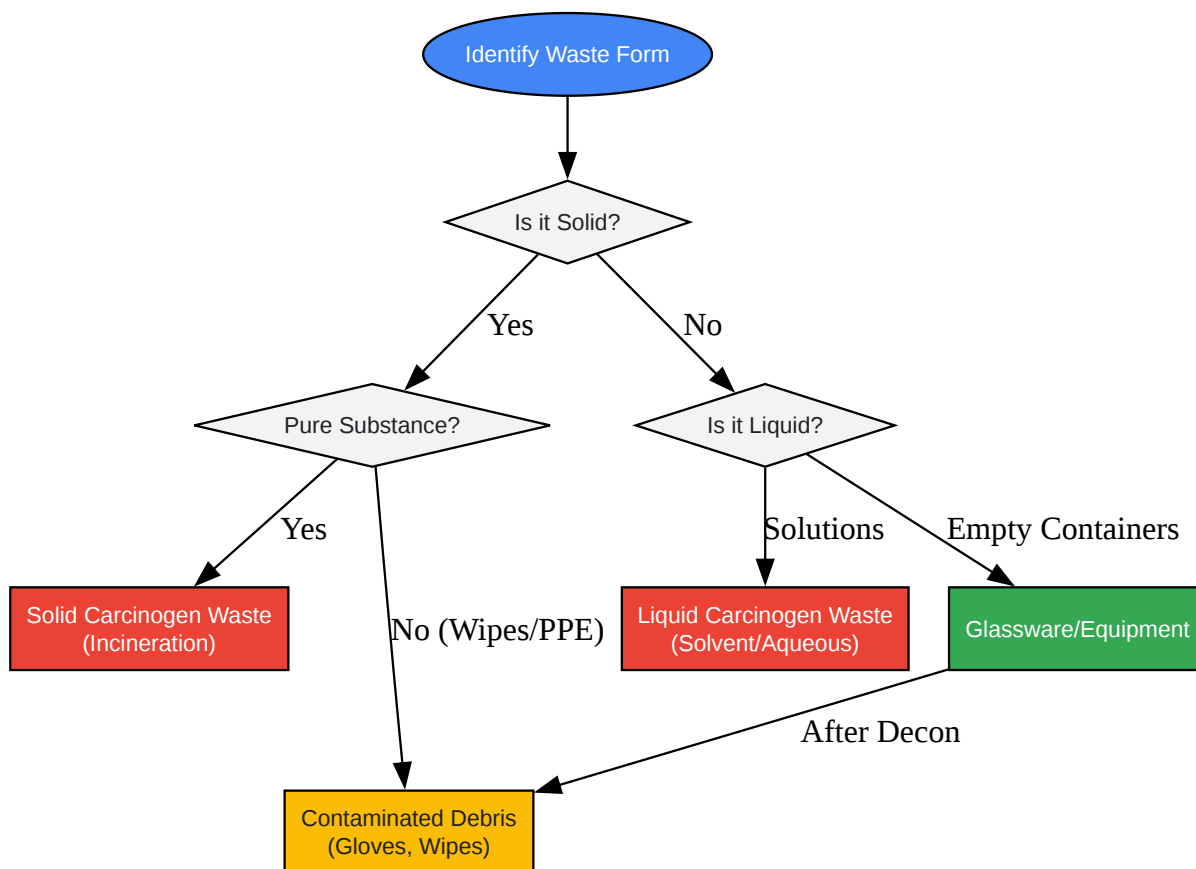 Identify Waste Form
Is it Solid?
Yes
No
Pure Substance?
Is it Liquid?
Yes
Solutions
Empty Containers
Solid Carcinogen Waste
(Incineration)
No (Wipes/PPE)
Liquid Carcinogen Waste
(Solvent/Aqueous)
Glassware/Equipment
After Decon
Contaminated Debris
(Gloves, Wipes)